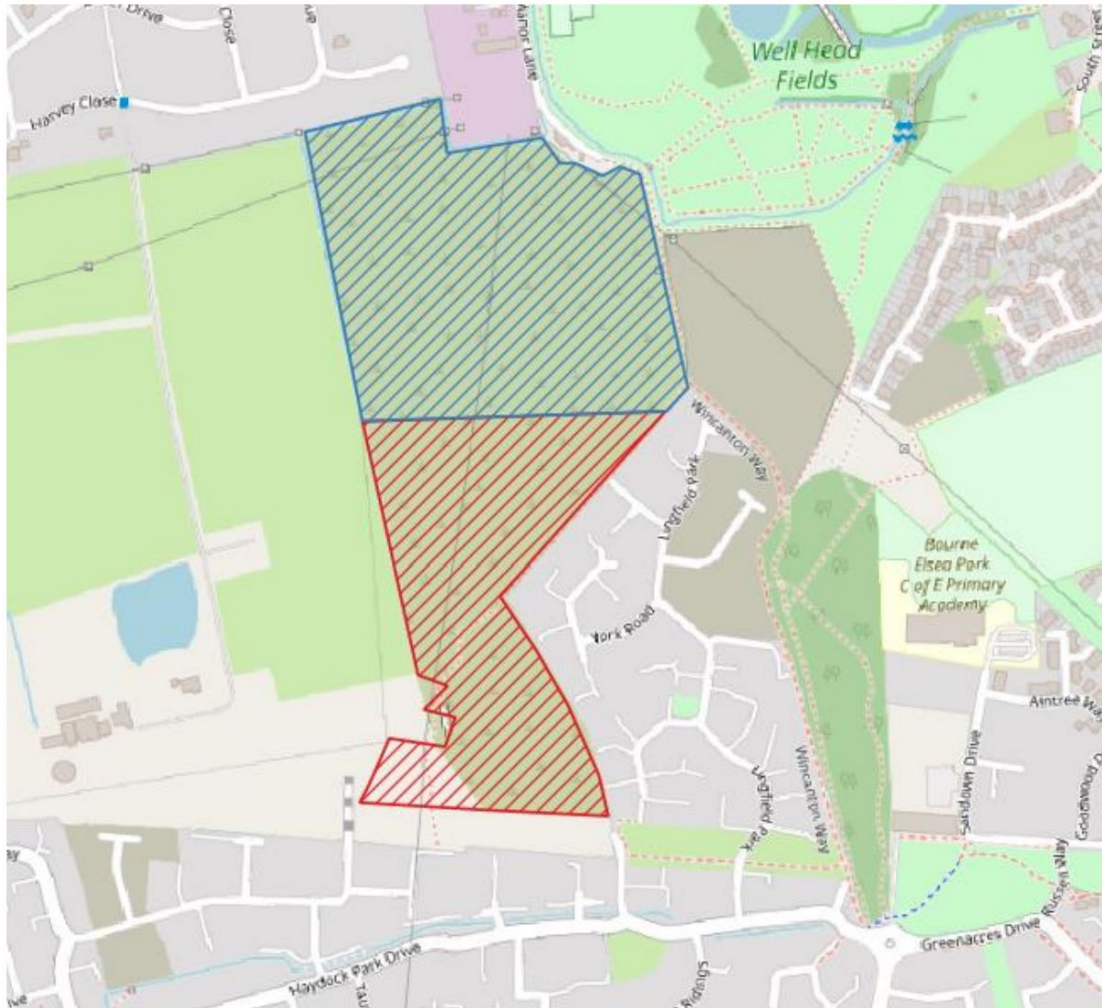 Drive
Close
Manor Lane
South Street
Well Head
Fields
Harvey Close
Wincanton Way
Lingfield Park
Bourne
Elsea Park
C of E Primary
Academy
York Road
Aintree Way
Sandown Drive
Wincanton Way
Lingfield Park
Russell Way
Greenacres Drive
Haydock Park Drive
Ridings